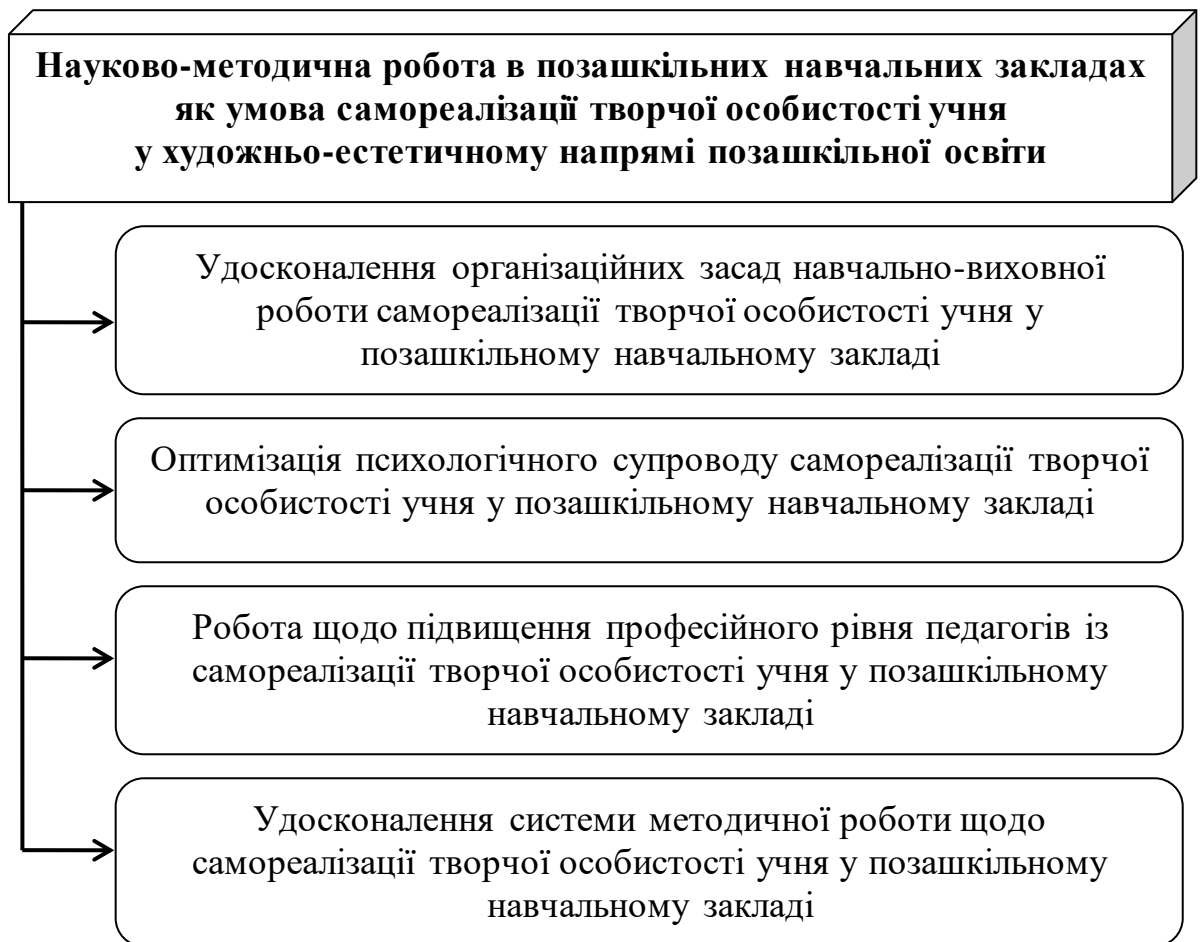 Науково-методична робота в позашкільних навчальних закладах
як умова самореалізації творчої особистості учня
у художньо-естетичному напрямі позашкільної освіти
Удосконалення організаційних засад навчально-виховної
роботи самореалізації творчої особистості учня у
позашкільному навчальному закладі
Оптимізація психологічного супроводу самореалізації творчої
особистості учня у позашкільному навчальному закладі
Робота щодо підвищення професійного рівня педагогів із
самореалізації творчої особистості учня у позашкільному
навчальному закладі
Удосконалення системи методичної роботи щодо
самореалізації творчої особистості учня у позашкільному
навчальному закладі